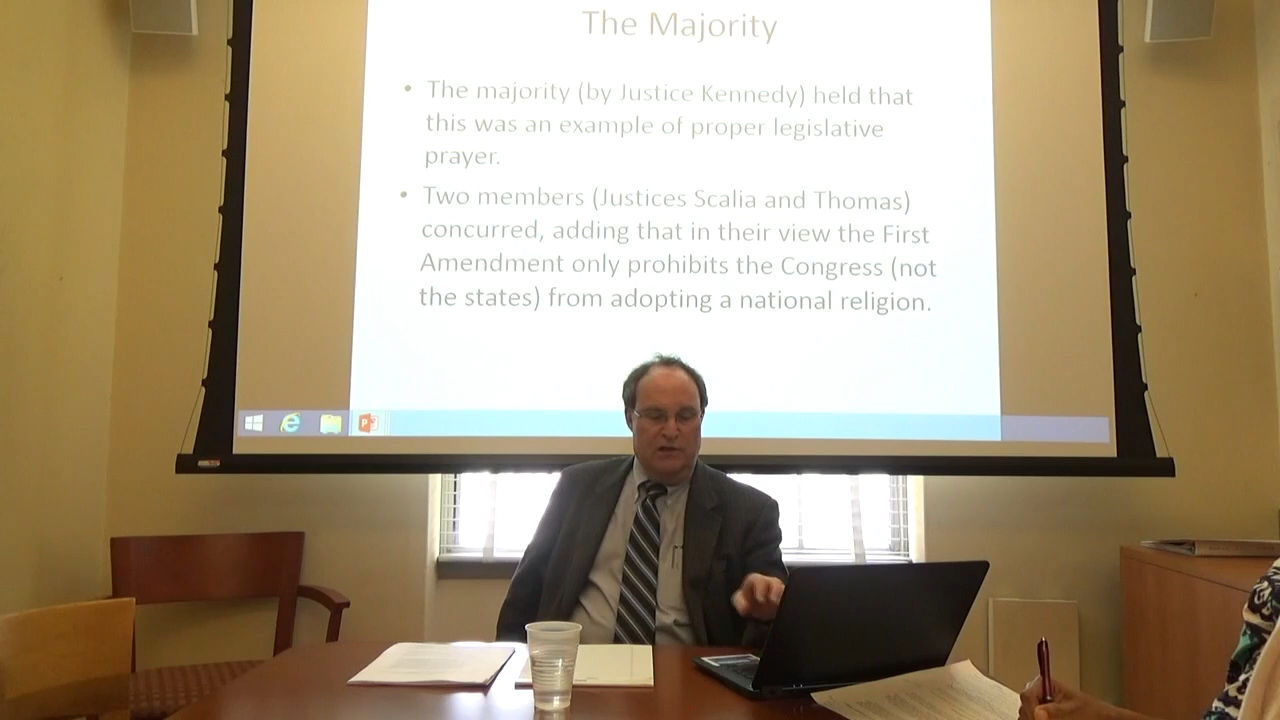 The Majority
• The majority (by Justice Kennedy) held that
this was an example of proper legislative
prayer.
• Two members (Justices Scalia and Thomas)
concurred, adding that in their view the First
Amendment only prohibits the Congress (not
the states) from adopting a national religion.